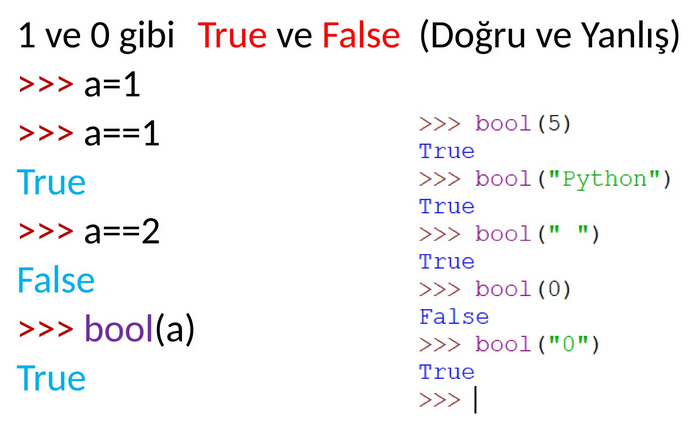 1 ve 0 gibi True ve False (Doğru ve Yanlış)
>>> a=1
>>> a==1
True
>>> a==2
False
>>> bool(a)
True
>>> bool(5)
True
>>> bool("Python")
True
>>> bool(" ")
True
>>> bool(0)
False
>>> bool("0")
True
>>>